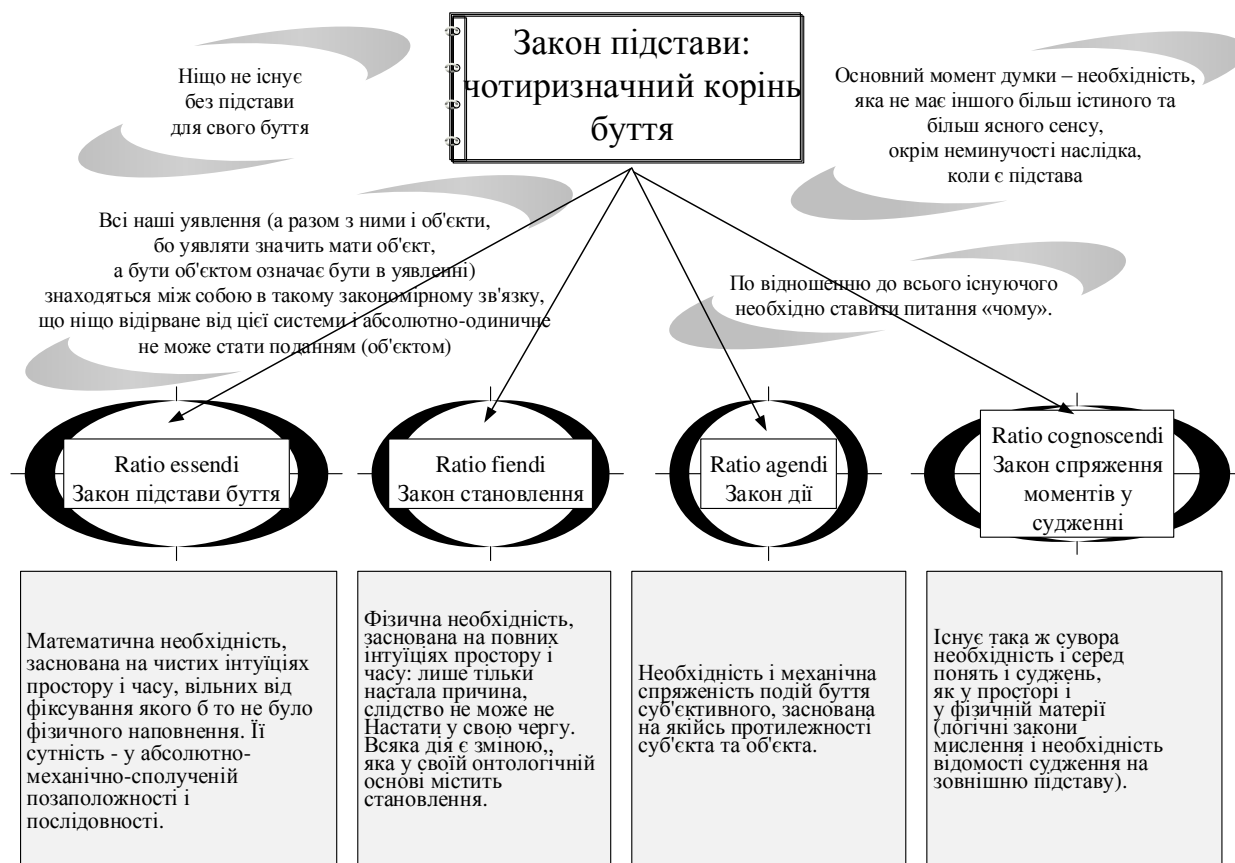 Закон підстави:
чотиризначний корінь
буття
Ніщо не існує
без підстави
для свого буття
Основний момент думки – необхідність,
яка не має іншого більш істиного та
більш ясного сенсу,
окрім неминучості наслідка,
коли є підстава
Всі наші уявлення (а разом з ними і об'єкти,
бо уявляти значить мати об'єкт,
а бути об'єктом означає бути в уявленні)
знаходяться між собою в такому закономірному зв'язку,
що ніщо відірване від цієї системи і абсолютно-одиничне
не може стати поданням (об'єктом)
По відношенню до всього існуючого
необхідно ставити питання «чому».
Ratio essendi
Закон підстави буття
Ratio fiendi
Закон становлення
Ratio agendi
Закон дії
Ratio cognoscendi
Закон спряження
моментів у
судженні
Математична необхідність,
заснована на чистих інтуїціях
простору і часу, вільних від
фіксування якого б то не було
фізичного наповнення. Її
сутність - у абсолютно-
механічно-сполученій
позаположності і
послідовності.
Фізична необхідність,
заснована на повних
інтуїціях простору і
часу: лише тільки
настала причина,
слідство не може не
Настати у свою чергу.
Всяка дія є зміною,,
яка у своїй онтологічній
основі містить
становлення.
Необхідність і механічна
спряженість подій буття
суб'єктивного, заснована
на якійсь протилежності
суб'єкта та об'єкта.
Існує така ж сувора
необхідність і серед
понять і суджень,
як у просторі і
у фізичній матерії
(логічні закони
мислення і необхідність
відомості судження на
зовнішню підставу).